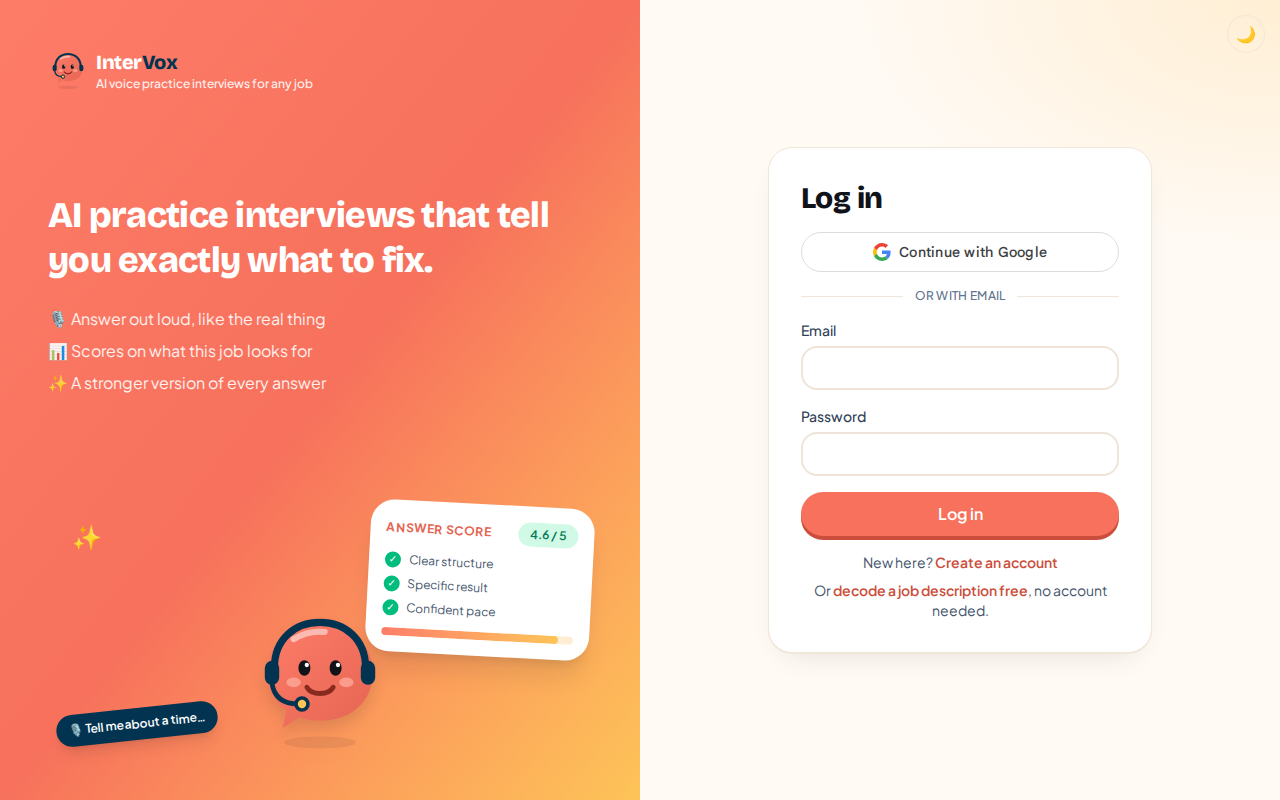 InterVox
AI voice practice interviews for any job
AI practice interviews that tell
you exactly what to fix.
🎙️ Answer out loud, like the real thing
📊 Scores on what this job looks for
✨ A stronger version of every answer
ANSWER SCORE
4.6 / 5
✓ Clear structure
✓ Specific result
✓ Confident pace
🎙️ Tell me about a time…
Log in
Continue with Google
OR WITH EMAIL
Email
Password
Log in
New here? Create an account
Or decode a job description free, no account
needed.